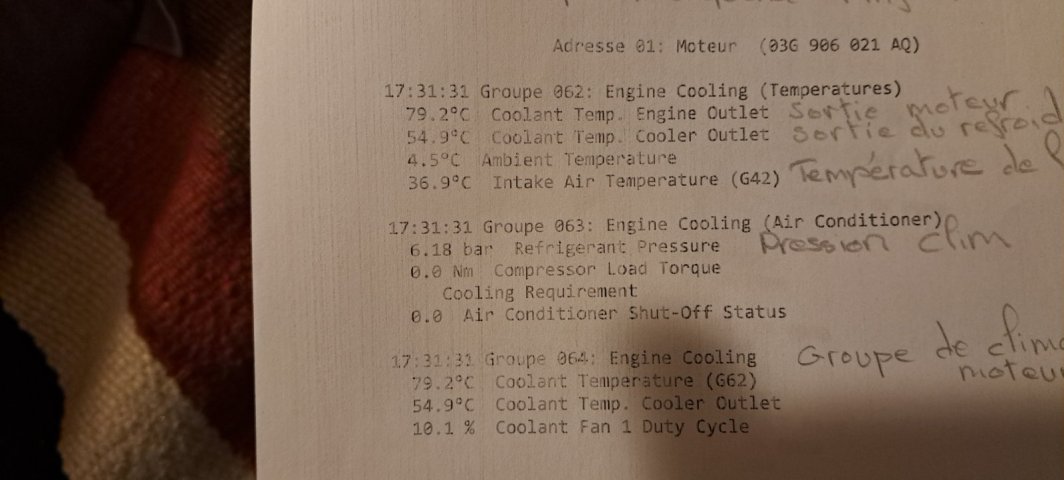 Adresse 01: Moteur (03G 906 021 AQ)
17:31:31 Groupe 062: Engine Cooling (Temperatures)
79.2°C Coolant Temp. Engine Outlet Sortie moteur
54.9°C Coolant Temp. Cooler Outlet sortie du refroid
4.5°C Ambient Temperature
36.9°C Intake Air Temperature (G42) Température de
17:31:31 Groupe 063: Engine Cooling (Air Conditioner)
6.18 bar Refrigerant Pressure Pression clim
0.0 Nm Compressor Load Torque
Cooling Requirement
0.0 Air Conditioner Shut-Off Status
17:31:31 Groupe 064: Engine Cooling Groupe de clima
79.2°C Coolant Temperature (G62) moteur
54.9°C Coolant Temp. Cooler Outlet
10.1 % Coolant Fan 1 Duty Cycle